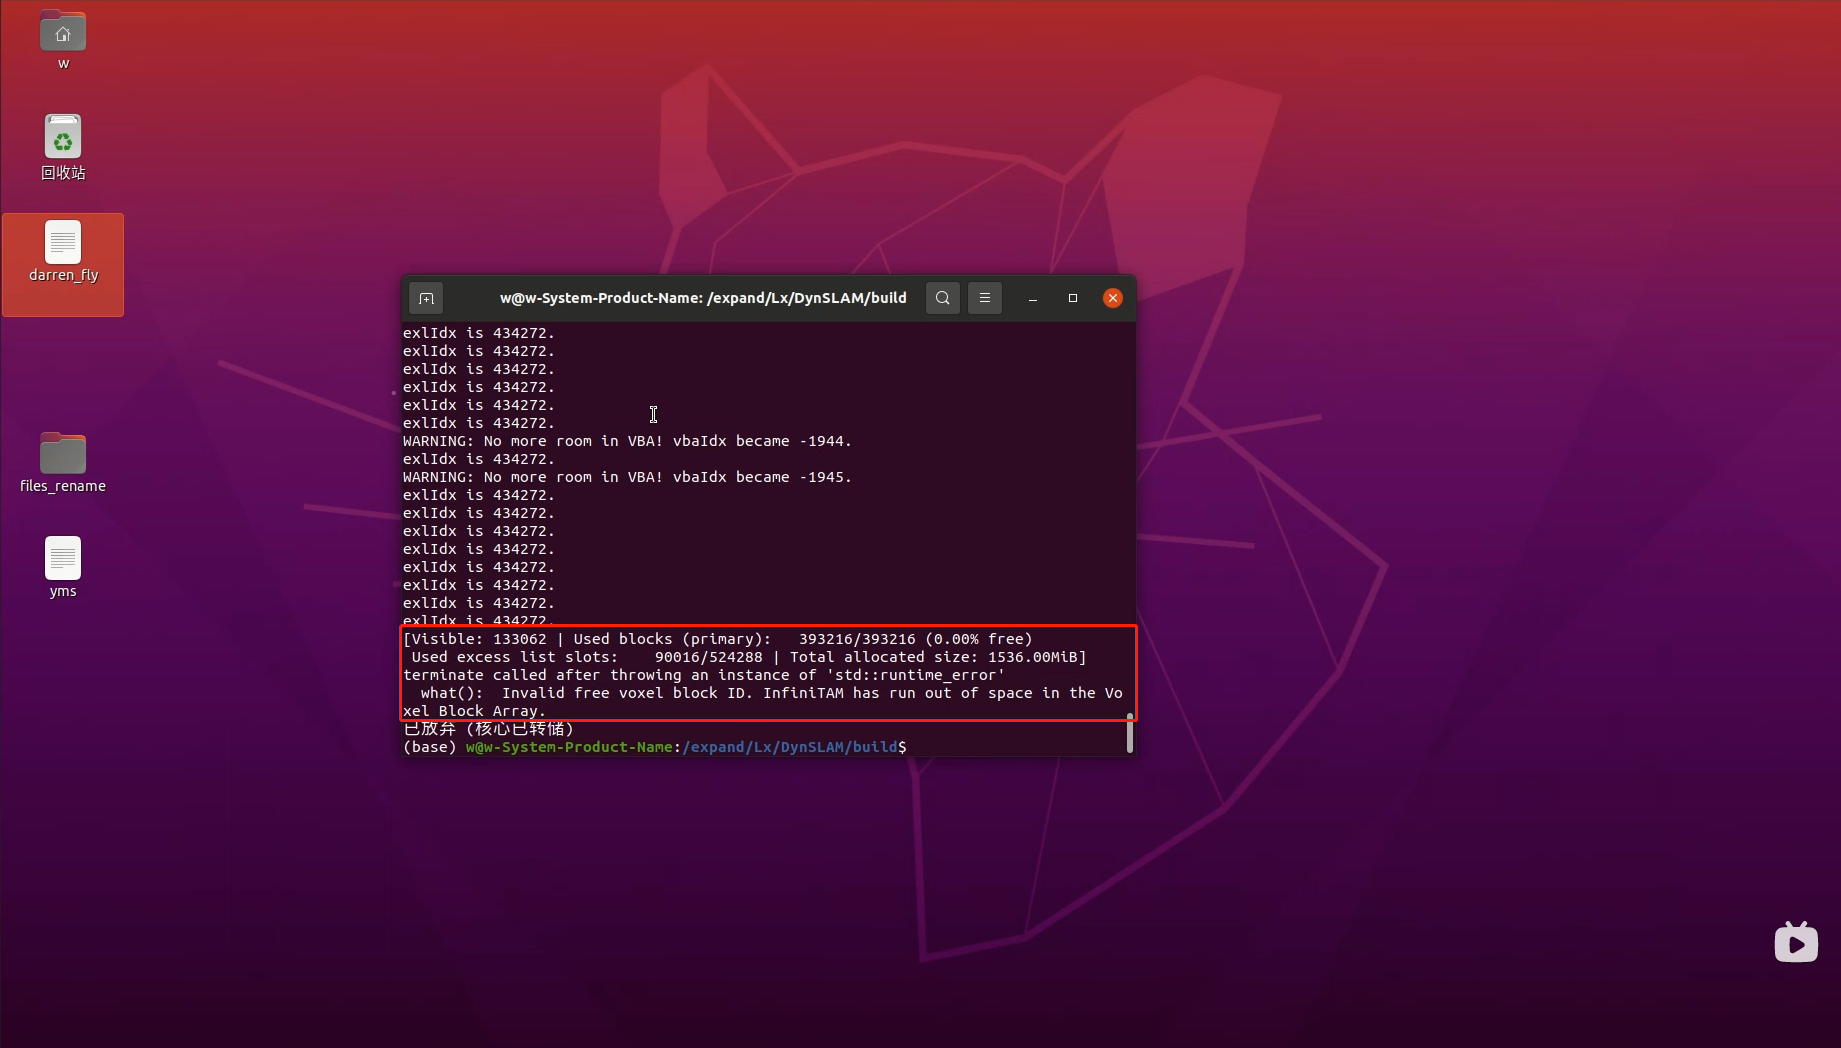 w
回收站
darren_fly
files_rename
yms
w@w-System-Product-Name: /expand/Lx/DynSLAM/build
exlIdx is 434272.
exlIdx is 434272.
exlIdx is 434272.
exlIdx is 434272.
exlIdx is 434272.
exlIdx is 434272.
WARNING: No more room in VBA! vbaIdx became -1944.
exlIdx is 434272.
WARNING: No more room in VBA! vbaIdx became -1945.
exlIdx is 434272.
exlIdx is 434272.
exlIdx is 434272.
exlIdx is 434272.
exlIdx is 434272.
exlIdx is 434272.
exlIdx is 434272.
exlIdx is 434272.
[Visible: 133062 | Used blocks (primary):   393216/393216 (0.00% free)
 Used excess list slots:    90016/524288 | Total allocated size: 1536.00MiB]
terminate called after throwing an instance of 'std::runtime_error'
  what():  Invalid free voxel block ID. InfiniTAM has run out of space in the Vo
xel Block Array.
已放弃 (核心已转储)
(base) w@w-System-Product-Name:/expand/Lx/DynSLAM/build$